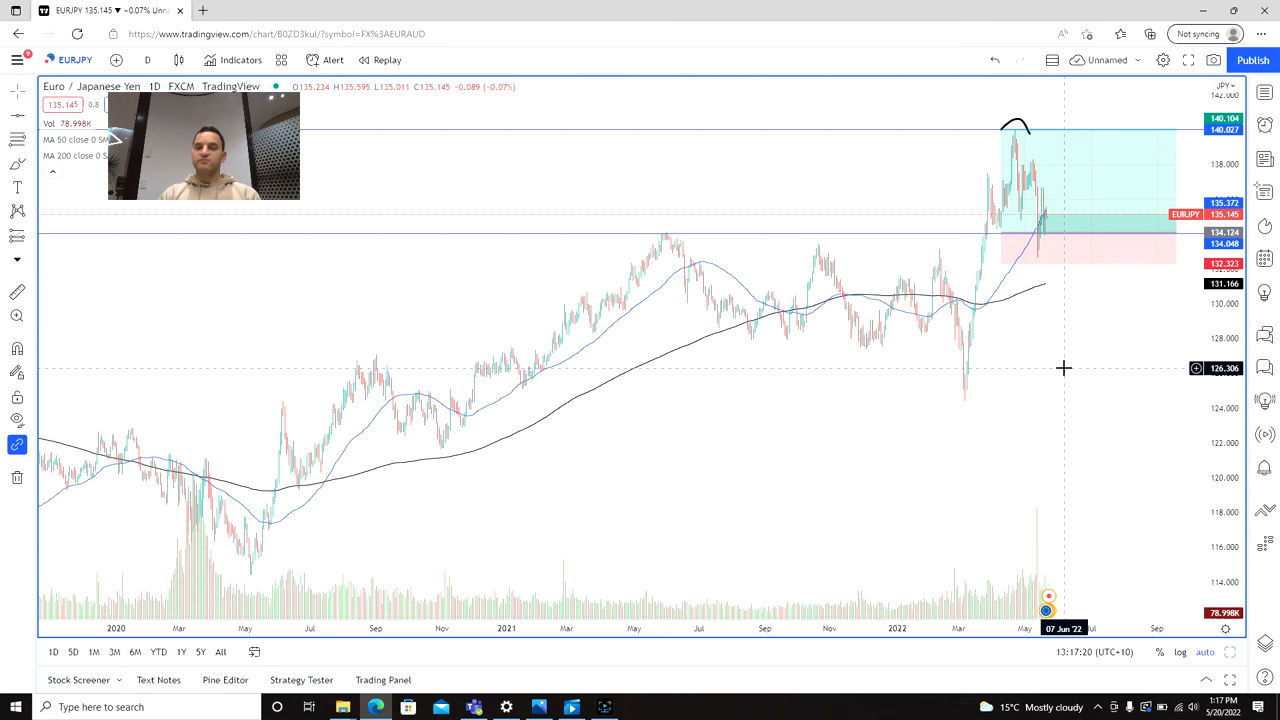 EURJPY 135.145 ▼ −0.07% Unna
https://www.tradingview.com/chart/B0ZD3kuI/?symbol=FX%3AEURAUD
Not syncing
9
EURJPY
D
Indicators
Alert
Replay
Unnamed
Publish
Euro / Japanese Yen · 1D · FXCM · TradingView
O135.234 H135.595 L135.011 C135.145 -0.089 (-0.07%)
135.145
0.8
Vol 78.998K
MA 50 close 0 SM
MA 200 close 0 S
JPY
142.000
140.104
140.027
138.000
135.372
EURJPY 135.145
134.124
134.048
132.323
131.166
130.000
128.000
126.306
124.000
122.000
120.000
118.000
116.000
114.000
78.998K
2020 Mar May Jul Sep Nov 2021 Mar May Jul Sep Nov 2022 Mar May 07 Jun '22 Sep
1D 5D 1M 3M 6M YTD 1Y 5Y All
13:17:20 (UTC+10) % log auto
Stock Screener Text Notes Pine Editor Strategy Tester Trading Panel
Type here to search
15°C Mostly cloudy
1:17 PM
5/20/2022